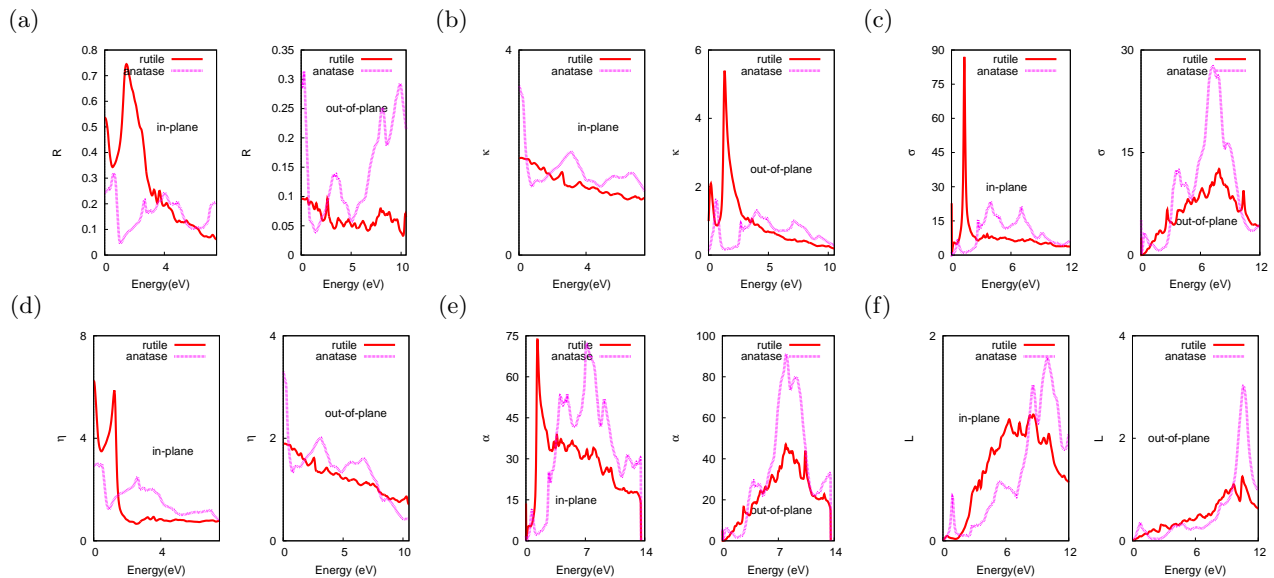 (a)
R
0
0.1
0.2
0.3
0.4
0.5
0.6
0.7
0.8
4
Energy(eV)
in-plane
rutile
anatase
R
0
0.05
0.1
0.15
0.2
0.25
0.3
0.35
0 5 10
Energy (eV)
out-of-plane
rutile
anatase
(b)
κ
0
4
4
Energy(eV)
in-plane
rutile
anatase
κ
0
2
4
6
0 5 10
Energy (eV)
out-of-plane
rutile
anatase
(c)
σ
0
15
30
45
60
75
90
0 6 12
Energy(eV)
in-plane
rutile
anatase
σ
0
15
30
0 6 12
Energy (eV)
out-of-plane
rutile
anatase
(d)
η
0
4
8
0 4
Energy(eV)
in-plane
rutile
anatase
η
0
2
4
0 5 10
Energy (eV)
out-of-plane
rutile
anatase
(e)
α
0
15
30
45
60
75
0 7 14
Energy(eV)
in-plane
rutile
anatase
α
0
20
40
60
80
100
7 14
Energy (eV)
out-of-plane
rutile
anatase
(f)
L
0
1
2
0 6 12
Energy(eV)
in-plane
rutile
anatase
L
0
2
4
0 6 12
Energy (eV)
out-of-plane
rutile
anatase